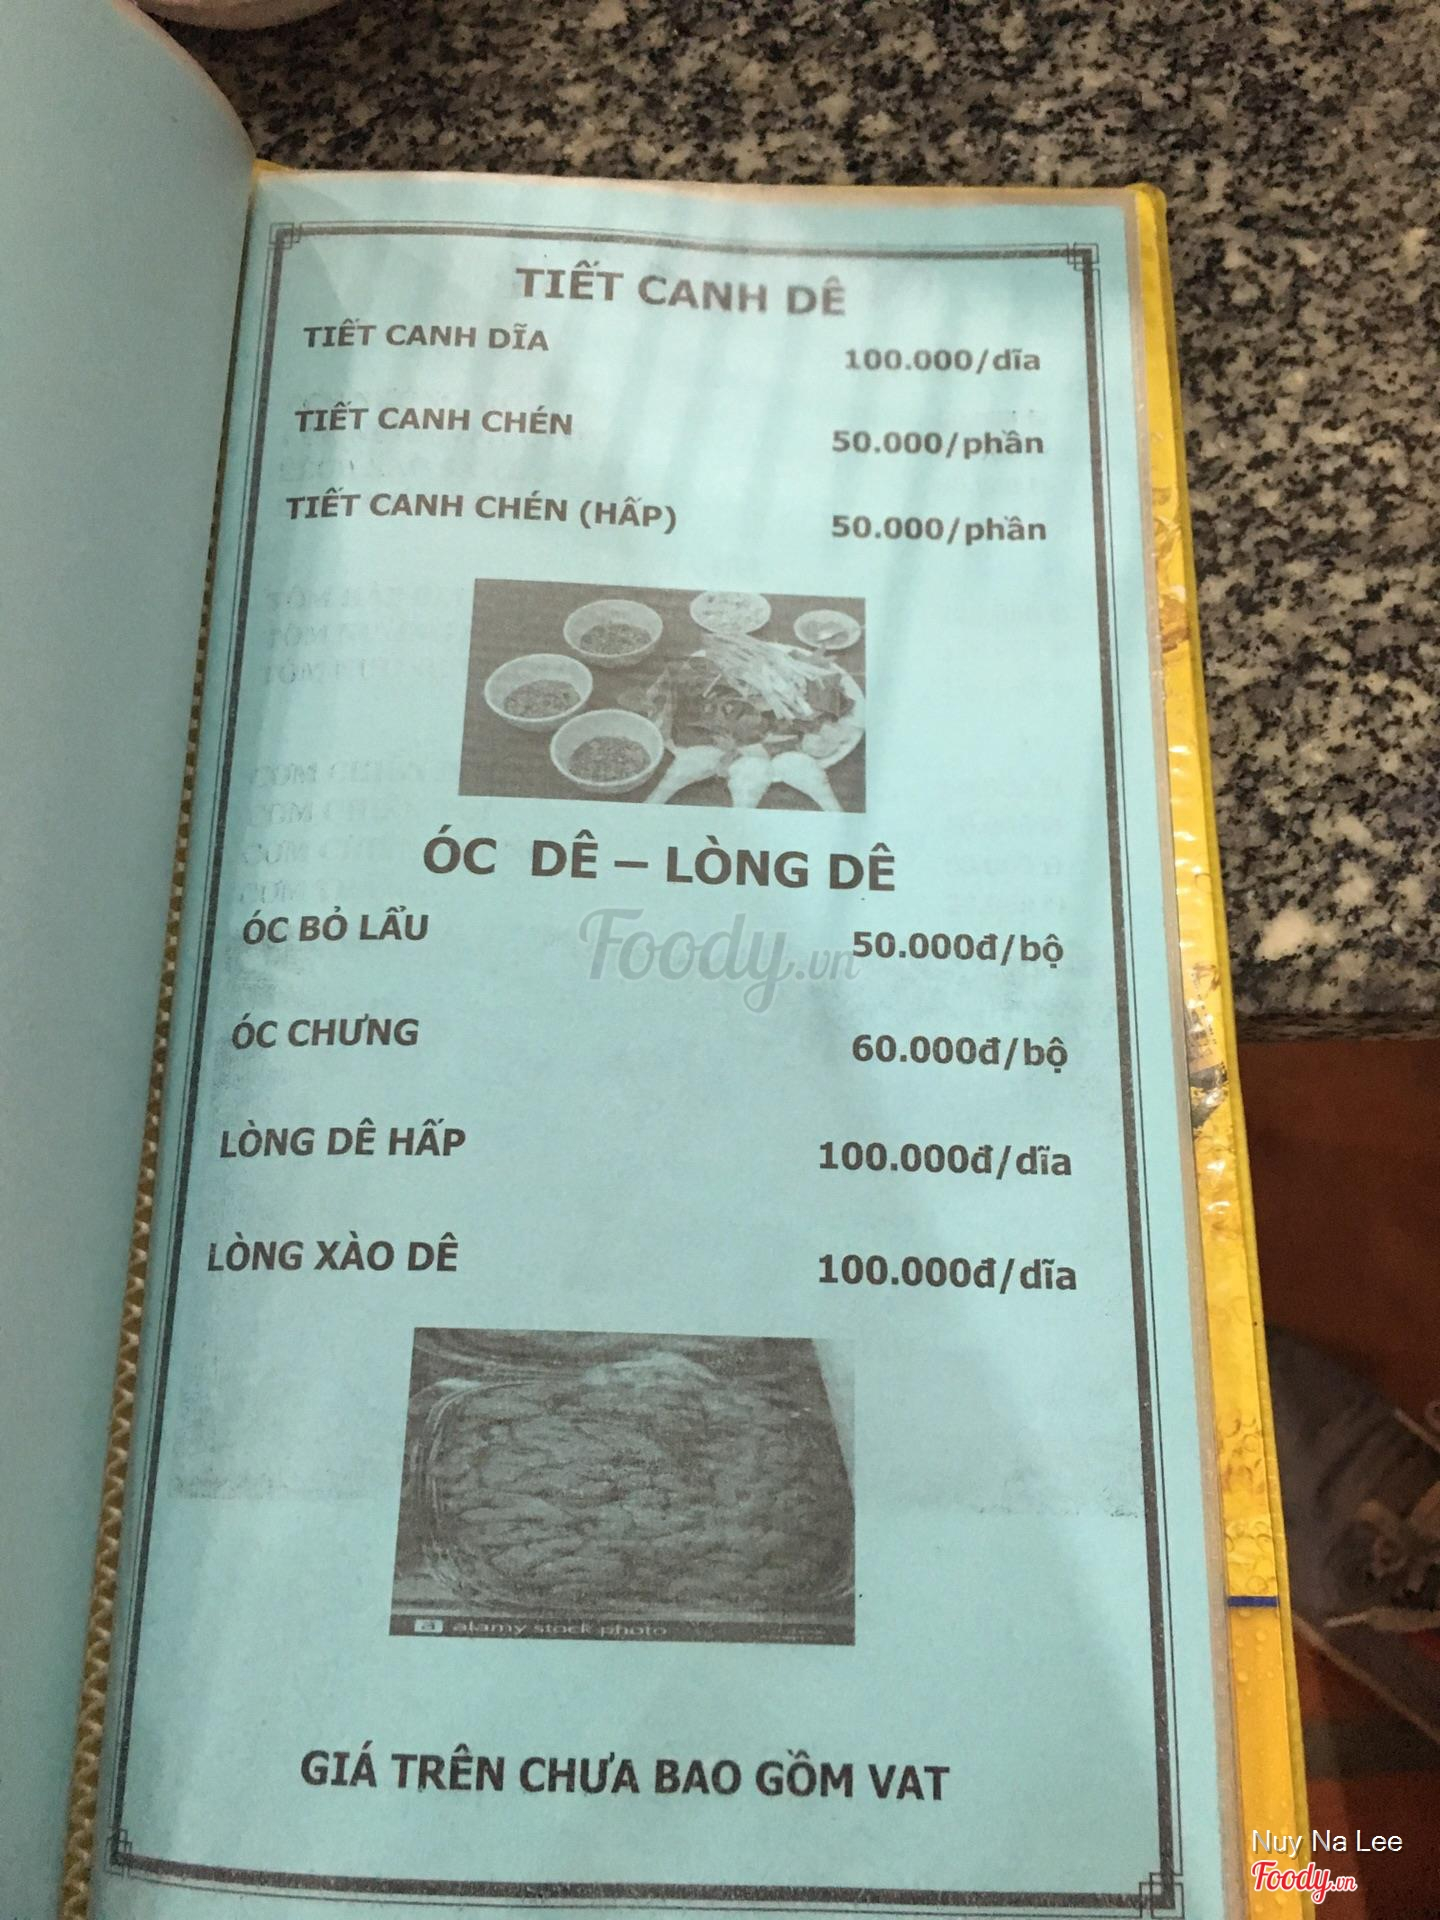 TIẾT CANH DÊ
TIẾT CANH DĨA 100.000/dĩa
TIẾT CANH CHÉN 50.000/phần
TIẾT CANH CHÉN (HẤP) 50.000/phần
ÓC DÊ – LÒNG DÊ
Foody.vn
ÓC BỎ LẨU 50.000đ/bộ
ÓC CHƯNG 60.000đ/bộ
LÒNG DÊ HẤP 100.000đ/dĩa
LÒNG XÀO DÊ 100.000đ/dĩa
a alamy stock photo
GIÁ TRÊN CHƯA BAO GỒM VAT
Nuy Na Lee
Foody.vn